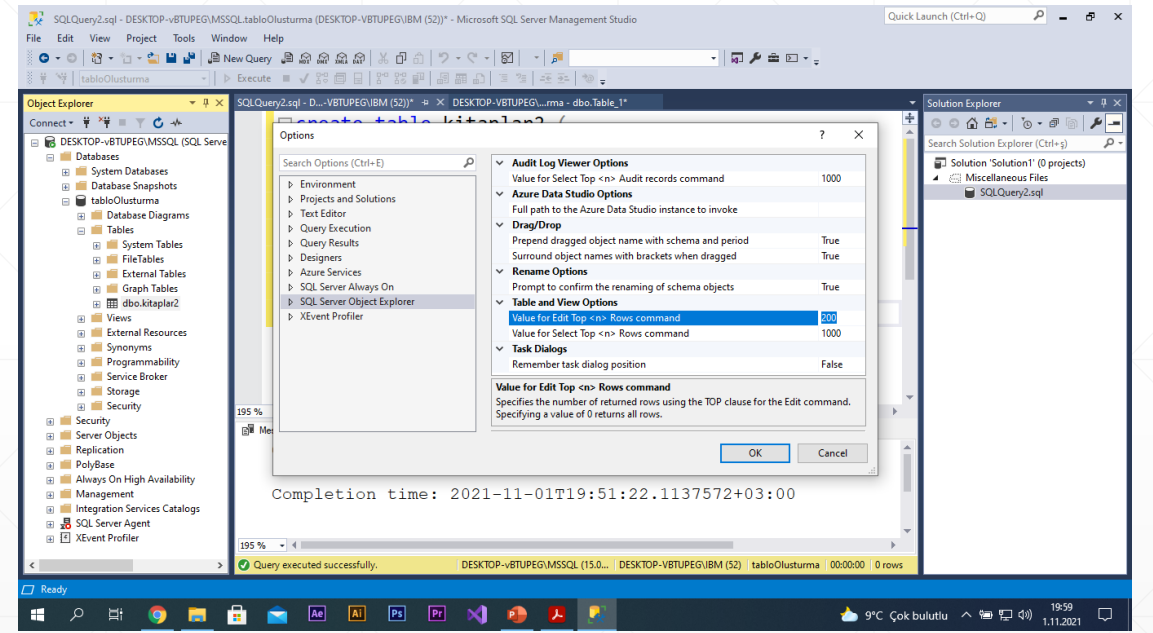 SQLQuery2.sql - DESKTOP-vBTUPEG\MSSQL.tabloOlusturma (DESKTOP-VBTUPEG\IBM (52))* - Microsoft SQL Server Management Studio
Quick Launch (Ctrl+Q)
File Edit View Project Tools Window Help
New Query
MDX DMX XMLA DAX
tabloOlusturma
Execute
Object Explorer
Connect
DESKTOP-vBTUPEG\MSSQL (SQL Serve
Databases
System Databases
Database Snapshots
tabloOlusturma
Database Diagrams
Tables
System Tables
FileTables
External Tables
Graph Tables
dbo.kitaplar2
Views
External Resources
Synonyms
Programmability
Service Broker
Storage
Security
Security
Server Objects
Replication
PolyBase
Always On High Availability
Management
Integration Services Catalogs
SQL Server Agent
XEvent Profiler
SQLQuery2.sql - D...-VBTUPEG\IBM (52))*
DESKTOP-VBTUPEG\...rma - dbo.Table_1*
create table kitaplar2 (
Options
?
Search Options (Ctrl+E)
Environment
Projects and Solutions
Text Editor
Query Execution
Query Results
Designers
Azure Services
SQL Server Always On
SQL Server Object Explorer
XEvent Profiler
Audit Log Viewer Options
Value for Select Top <n> Audit records command 1000
Azure Data Studio Options
Full path to the Azure Data Studio instance to invoke
Drag/Drop
Prepend dragged object name with schema and period True
Surround object names with brackets when dragged True
Rename Options
Prompt to confirm the renaming of schema objects True
Table and View Options
Value for Edit Top <n> Rows command 200
Value for Select Top <n> Rows command 1000
Task Dialogs
Remember task dialog position False
Value for Edit Top <n> Rows command
Specifies the number of returned rows using the TOP clause for the Edit command.
Specifying a value of 0 returns all rows.
OK Cancel
195 %
Me
Completion time: 2021-11-01T19:51:22.1137572+03:00
195 %
Query executed successfully.
DESKTOP-vBTUPEG\MSSQL (15.0... DESKTOP-VBTUPEG\IBM (52) tabloOlusturma 00:00:00 0 rows
Solution Explorer
Search Solution Explorer (Ctrl+ş)
Solution 'Solution1' (0 projects)
Miscellaneous Files
SQLQuery2.sql
Ready
Ae Ai Ps Pr
9°C Çok bulutlu
19:59
1.11.2021